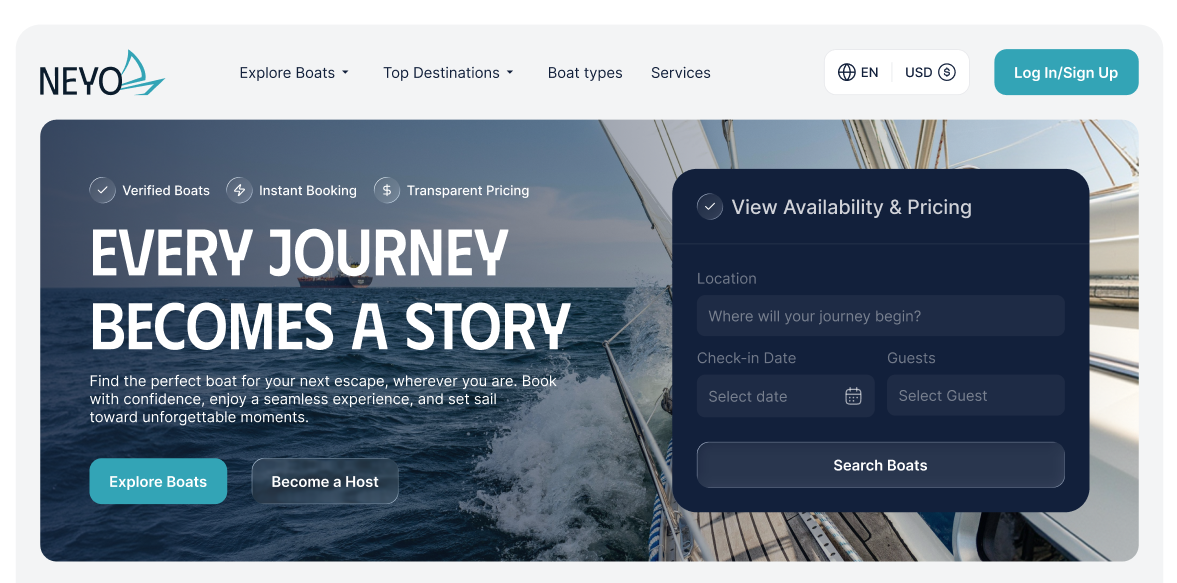 NEYO
Explore Boats
Top Destinations
Boat types
Services
EN
USD
$
Log In/Sign Up
Verified Boats
Instant Booking
$
Transparent Pricing
EVERY JOURNEY
BECOMES A STORY
Find the perfect boat for your next escape, wherever you are. Book
with confidence, enjoy a seamless experience, and set sail
toward unforgettable moments.
Explore Boats
Become a Host
View Availability & Pricing
Location
Where will your journey begin?
Check-in Date
Guests
Select date
Select Guest
Search Boats